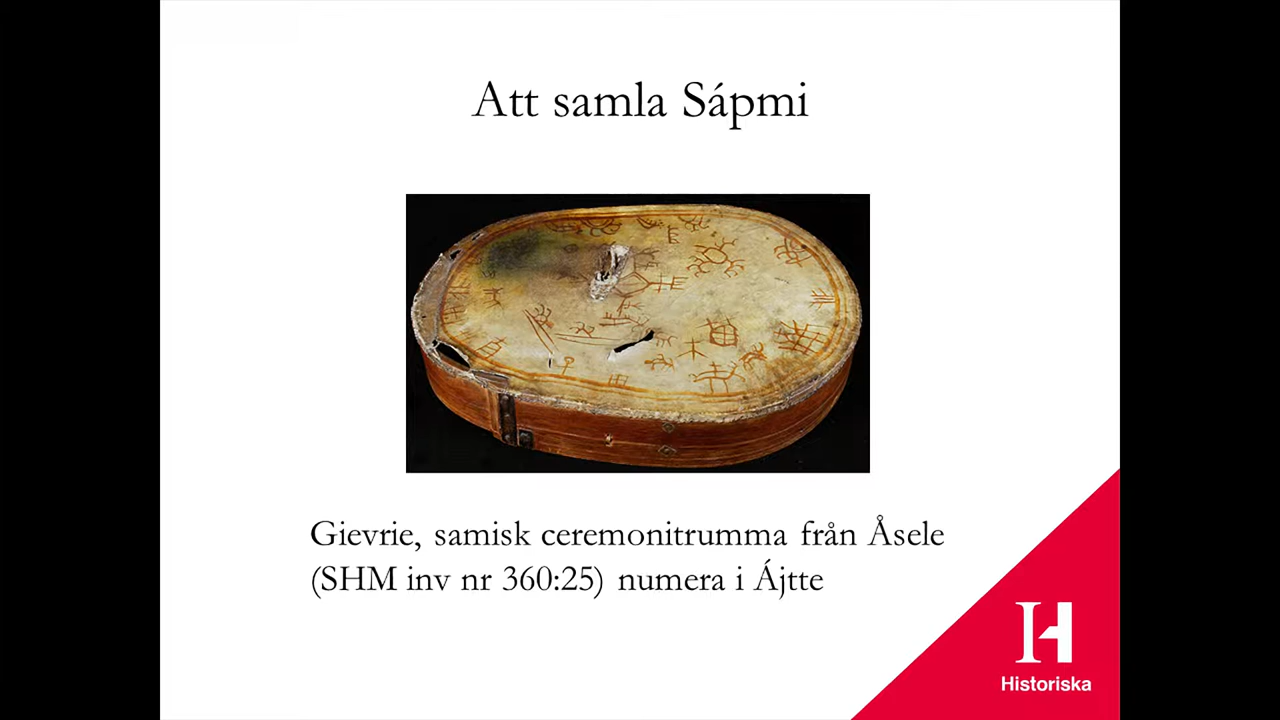 Att samla Sápmi
Gievrie, samisk ceremonitrumma från Åsele
(SHM inv nr 360:25) numera i Ájtte
H
Historiska